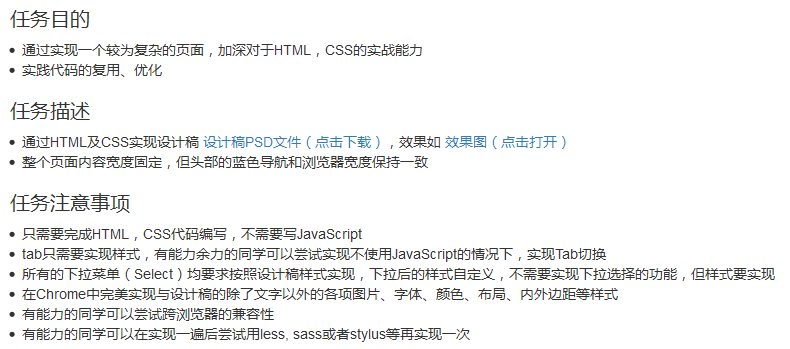 任务目的
通过实现一个较为复杂的页面，加深对于HTML，CSS的实战能力
实践代码的复用、优化
任务描述
通过HTML及CSS实现设计稿 设计稿PSD文件（点击下载），效果如 效果图（点击打开）
整个页面内容宽度固定，但头部的蓝色导航和浏览器宽度保持一致
任务注意事项
只需要完成HTML，CSS代码编写，不需要写JavaScript
tab只需要实现样式，有能力余力的同学可以尝试实现不使用JavaScript的情况下，实现Tab切换
所有的下拉菜单（Select）均要求按照设计稿样式实现，下拉后的样式自定义，不需要实现下拉选择的功能，但样式要实现
在Chrome中完美实现与设计稿的除了文字以外的各项图片、字体、颜色、布局、内外边距等样式
有能力的同学可以尝试跨浏览器的兼容性
有能力的同学可以在实现一遍后尝试用less, sass或者stylus等再实现一次